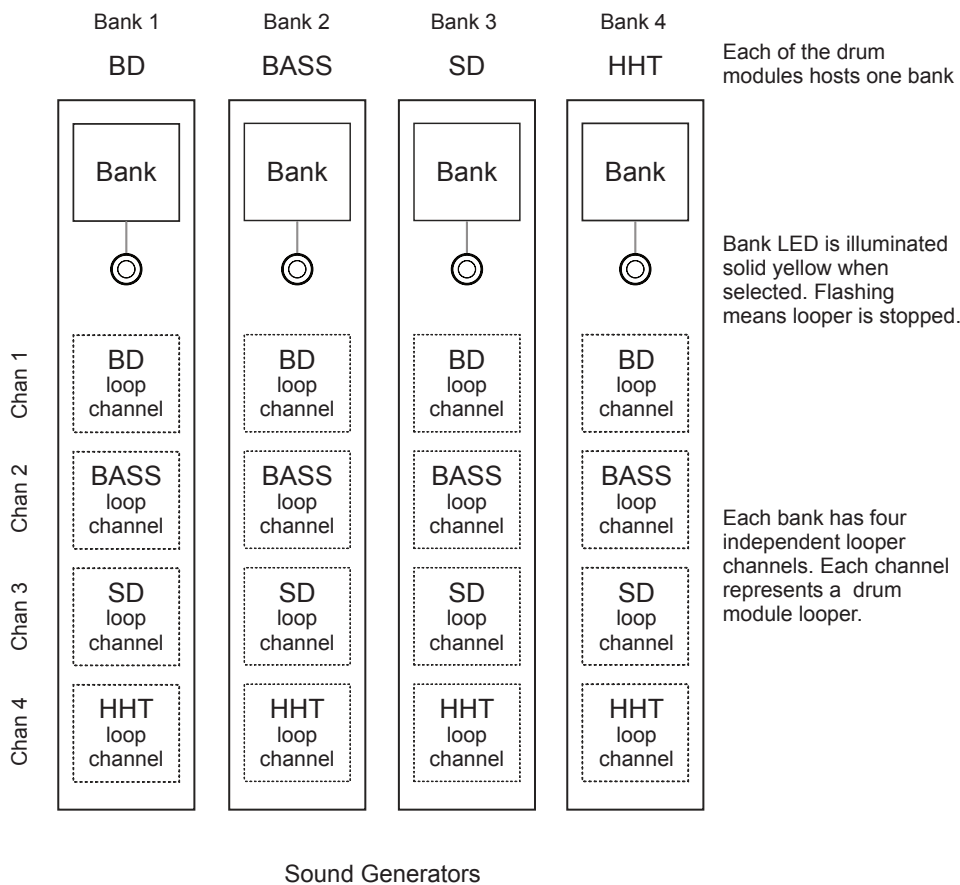 Bank 1
Bank 2
Bank 3
Bank 4
BD
BASS
SD
HHT
Each of the drum
modules hosts one bank
Bank
Bank
Bank
Bank
Bank LED is illuminated
solid yellow when
selected. Flashing
means looper is stopped.
Chan 1
BD
loop
channel
BD
loop
channel
BD
loop
channel
BD
loop
channel
Chan 2
BASS
loop
channel
BASS
loop
channel
BASS
loop
channel
BASS
loop
channel
Each bank has four
independent looper
channels. Each channel
represents a drum
module looper.
Chan 3
SD
loop
channel
SD
loop
channel
SD
loop
channel
SD
loop
channel
Chan 4
HHT
loop
channel
HHT
loop
channel
HHT
loop
channel
HHT
loop
channel
Sound Generators